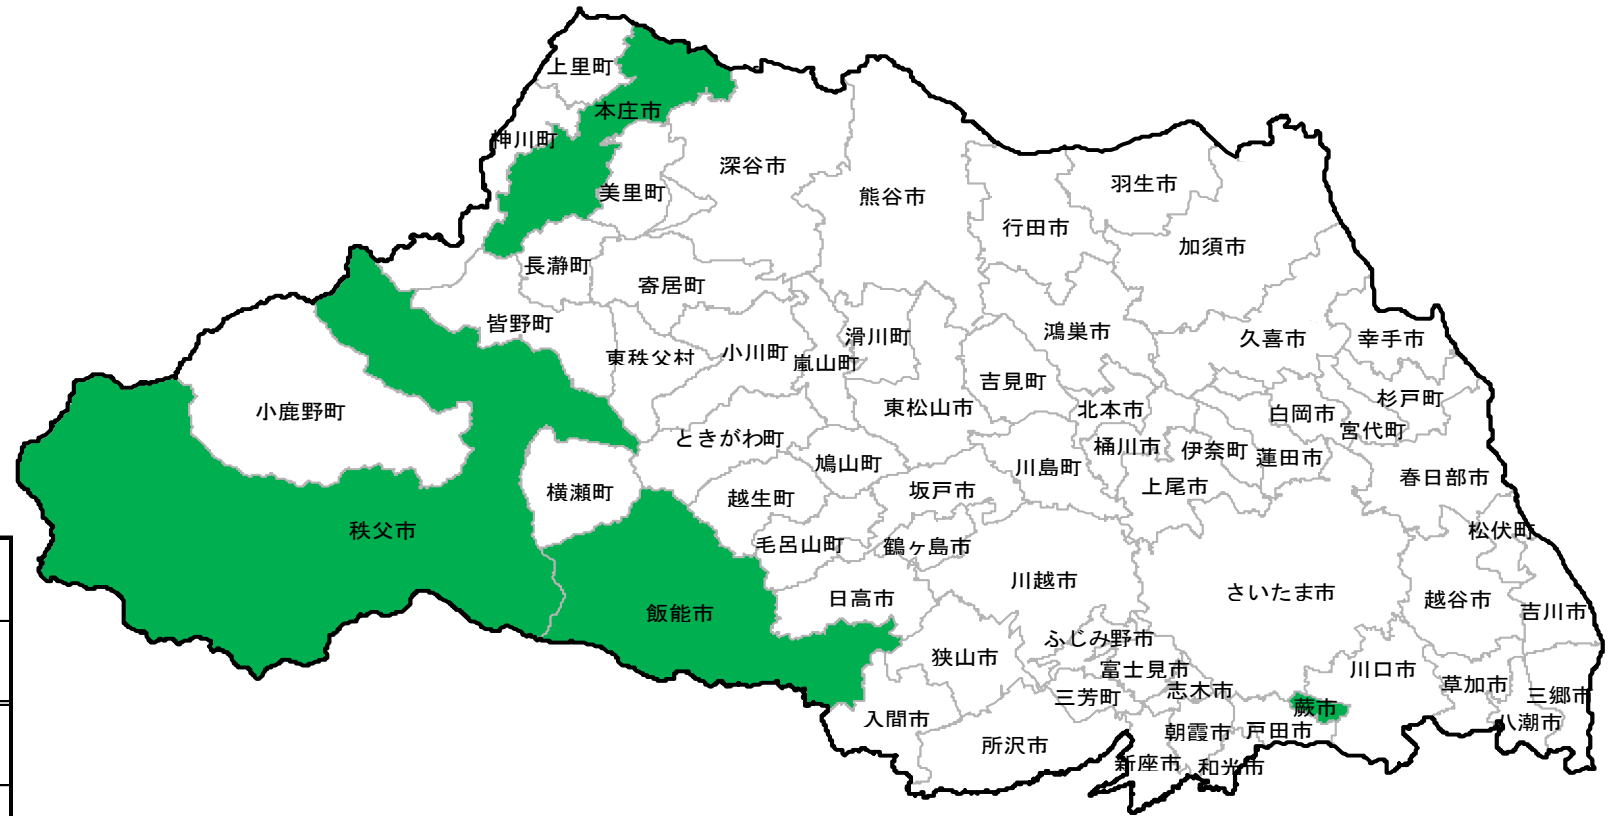 上里町
本庄市
神川町
深谷市
美里町
熊谷市
羽生市
行田市
加須市
長瀞町
寄居町
皆野町
東秩父村
小川町
嵐山町
滑川町
鴻巣市
久喜市
幸手市
吉見町
小鹿野町
東松山市
北本市
白岡市
杉戸町
宮代町
ときがわ町
鳩山町
桶川市
伊奈町
蓮田市
川島町
春日部市
横瀬町
越生町
坂戸市
上尾市
秩父市
毛呂山町
鶴ヶ島市
松伏町
川越市
さいたま市
日高市
越谷市
吉川市
飯能市
ふじみ野市
狭山市
富士見市
川口市
三芳町
志木市
草加市
三郷市
蕨市
入間市
朝霞市
戸田市
八潮市
所沢市
新座市
和光市